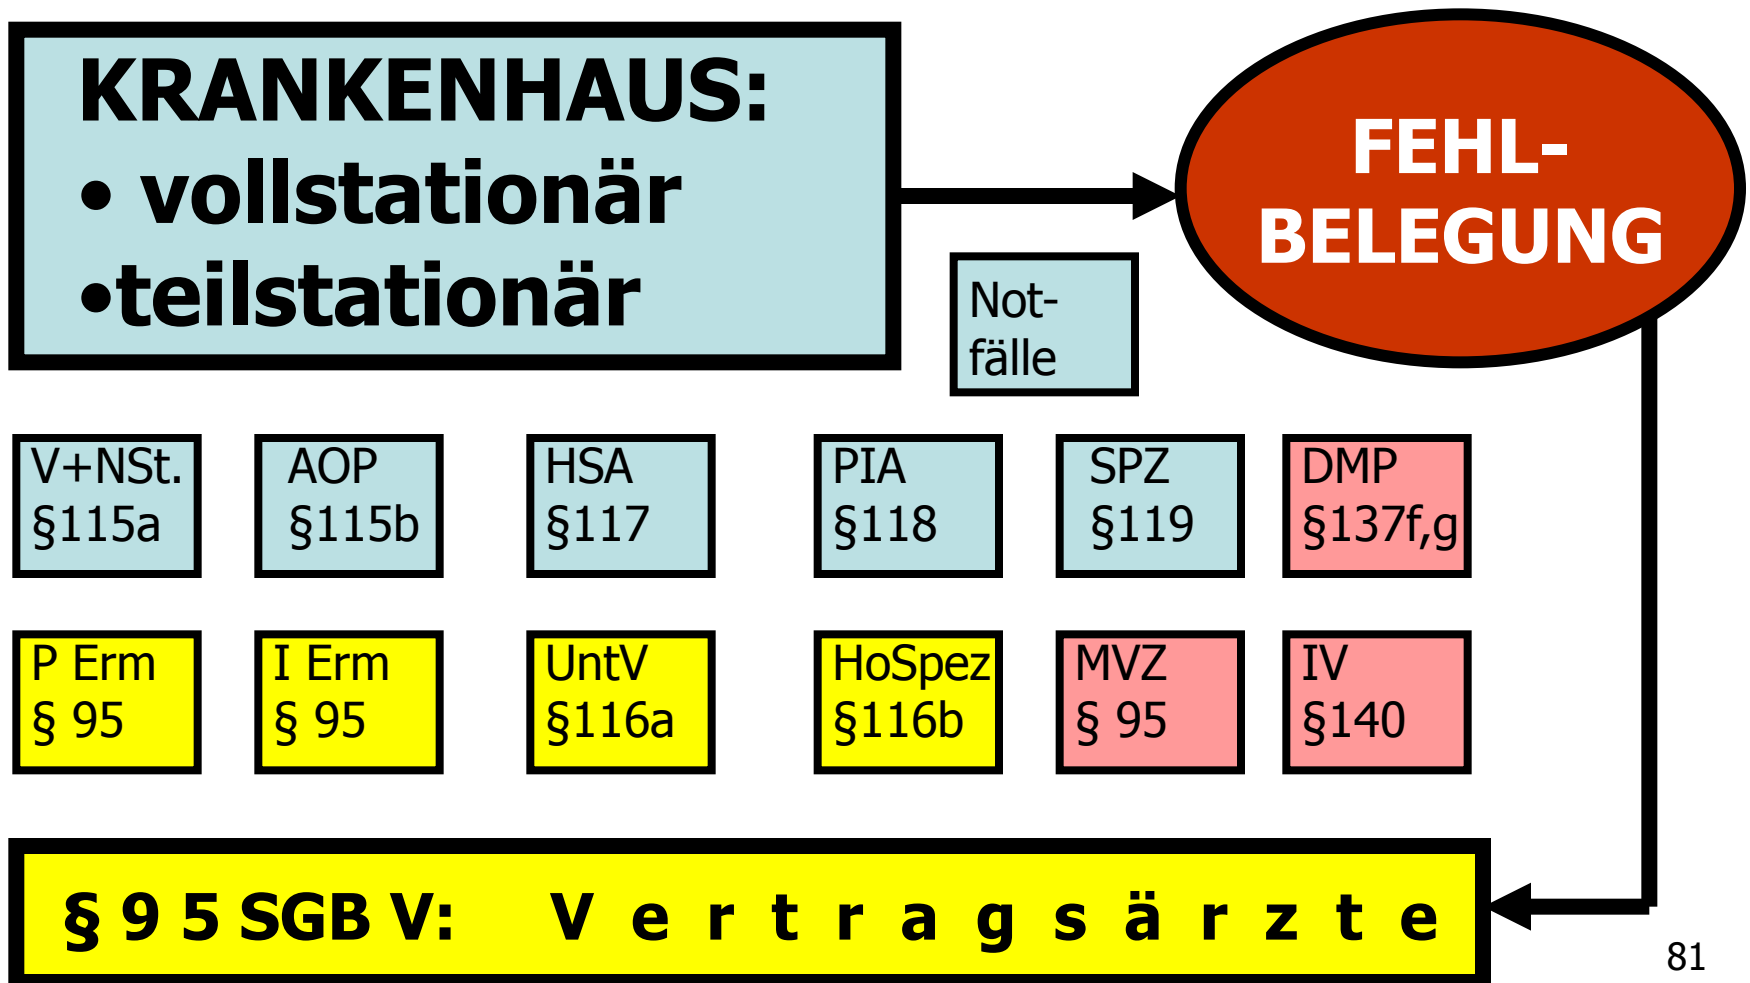 KRANKENHAUS:
• vollstationär
•teilstationär
FEHL-
BELEGUNG
Not-
fälle
V+NSt.
§115a
AOP
§115b
HSA
§117
PIA
§118
SPZ
§119
DMP
§137f,g
P Erm
§ 95
I Erm
§ 95
UntV
§116a
HoSpez
§116b
MVZ
§ 95
IV
§140
§ 9 5 SGB V: V e r t r a g s ä r z t e
81